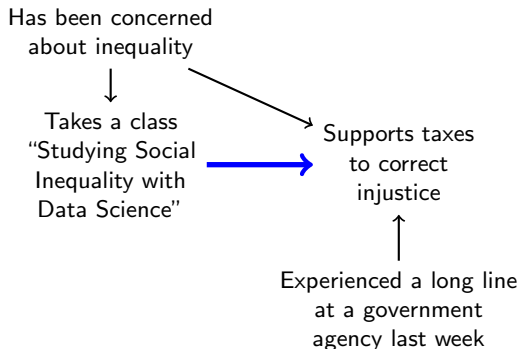 Has been concerned
about inequality
Takes a class
“Studying Social
Inequality with
Data Science”
Supports taxes
to correct
injustice
Experienced a long line
at a government
agency last week